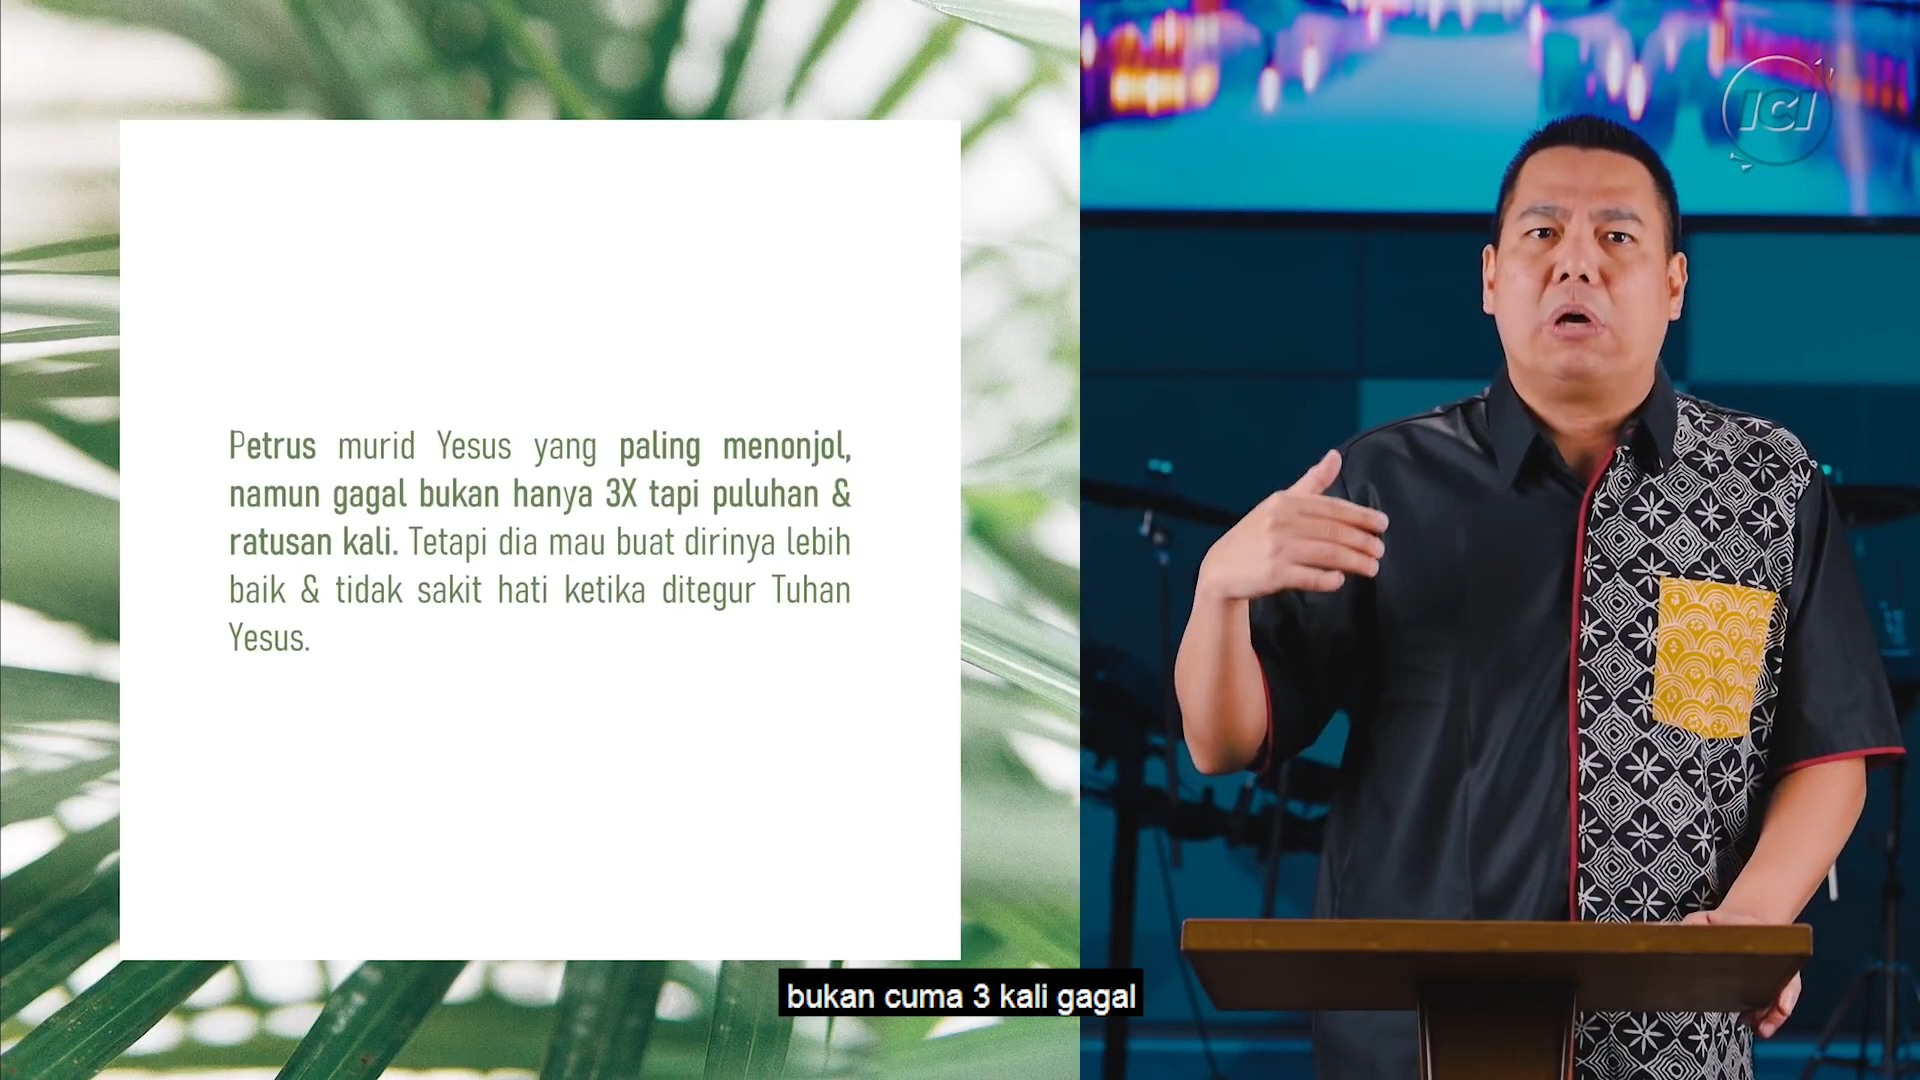 Petrus murid Yesus yang paling menonjol,
namun gagal bukan hanya 3X tapi puluhan &
ratusan kali. Tetapi dia mau buat dirinya lebih
baik & tidak sakit hati ketika ditegur Tuhan
Yesus.
ICI
bukan cuma 3 kali gagal